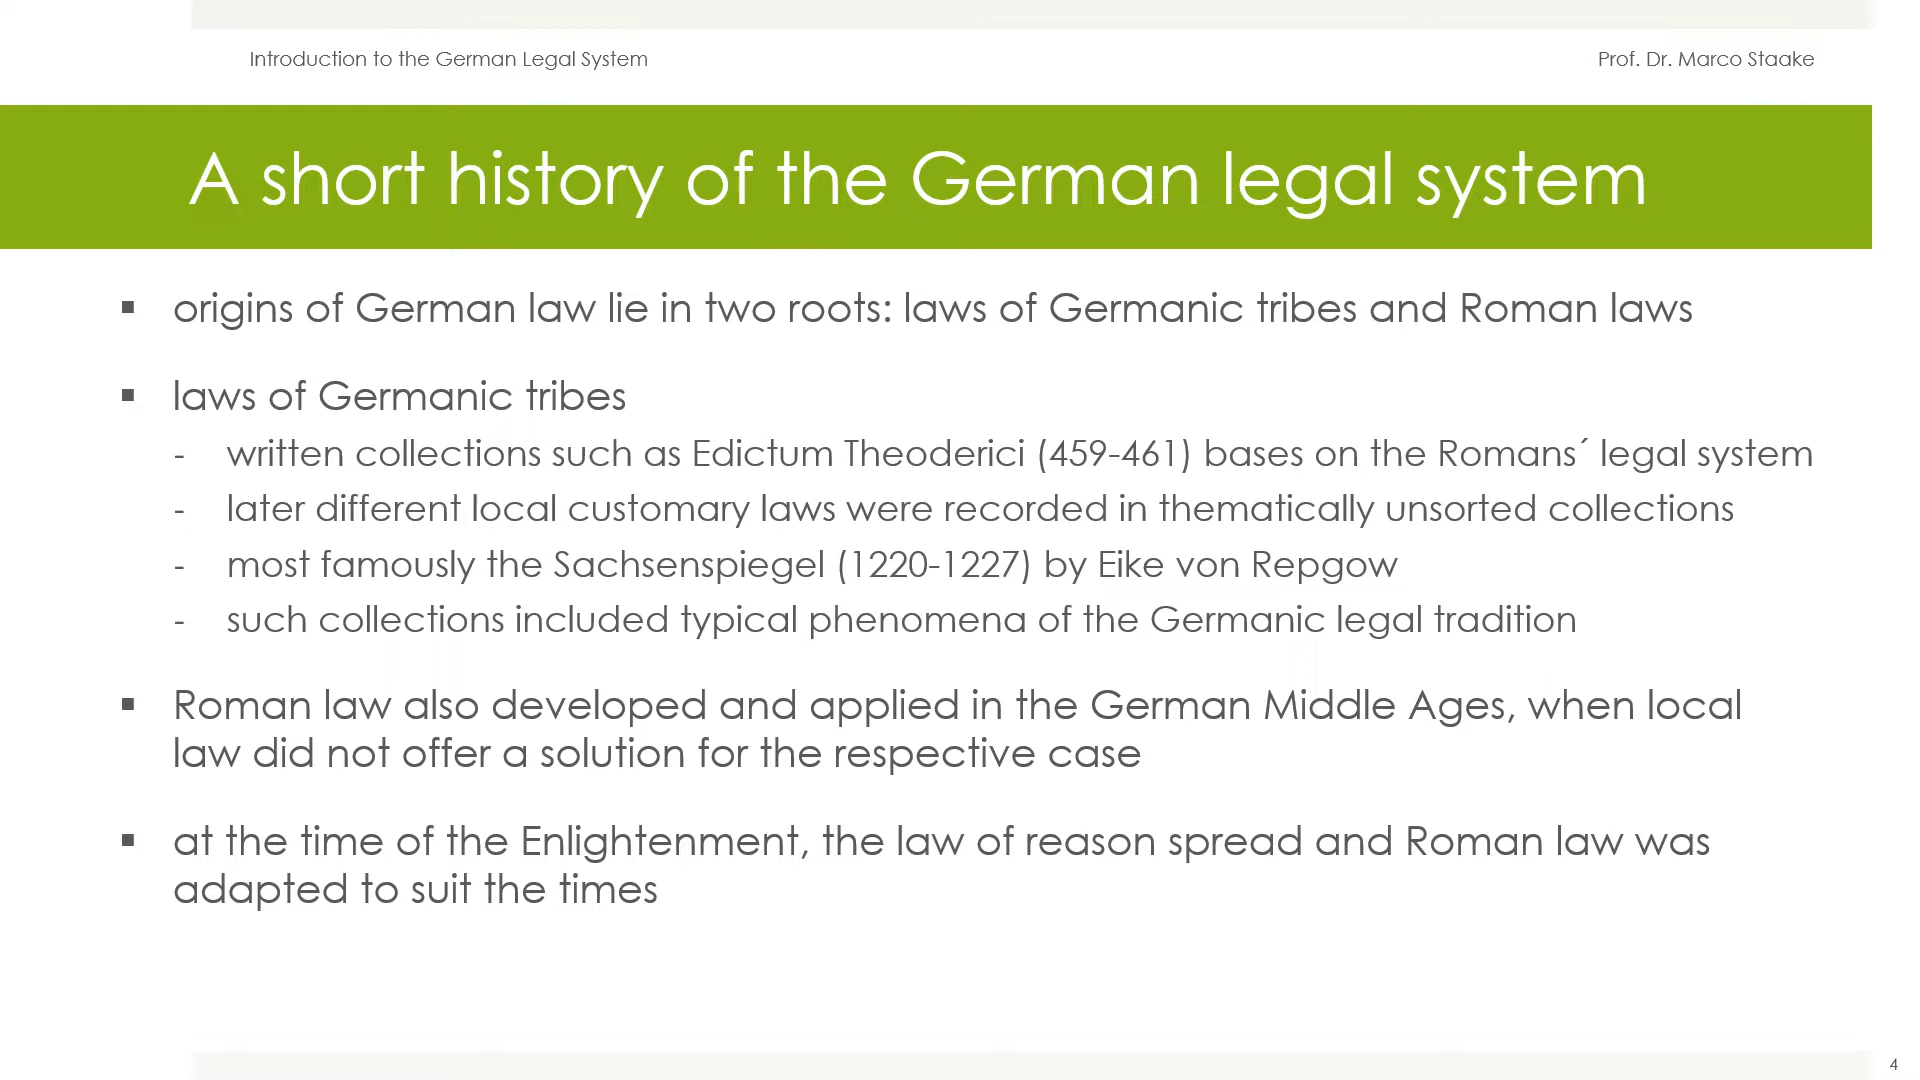 Introduction to the German Legal System
Prof. Dr. Marco Staake
A short history of the German legal system
▪ origins of German law lie in two roots: laws of Germanic tribes and Roman laws
▪ laws of Germanic tribes
- written collections such as Edictum Theoderici (459-461) bases on the Romans´ legal system
- later different local customary laws were recorded in thematically unsorted collections
- most famously the Sachsenspiegel (1220-1227) by Eike von Repgow
- such collections included typical phenomena of the Germanic legal tradition
▪ Roman law also developed and applied in the German Middle Ages, when local
law did not offer a solution for the respective case
▪ at the time of the Enlightenment, the law of reason spread and Roman law was
adapted to suit the times
4